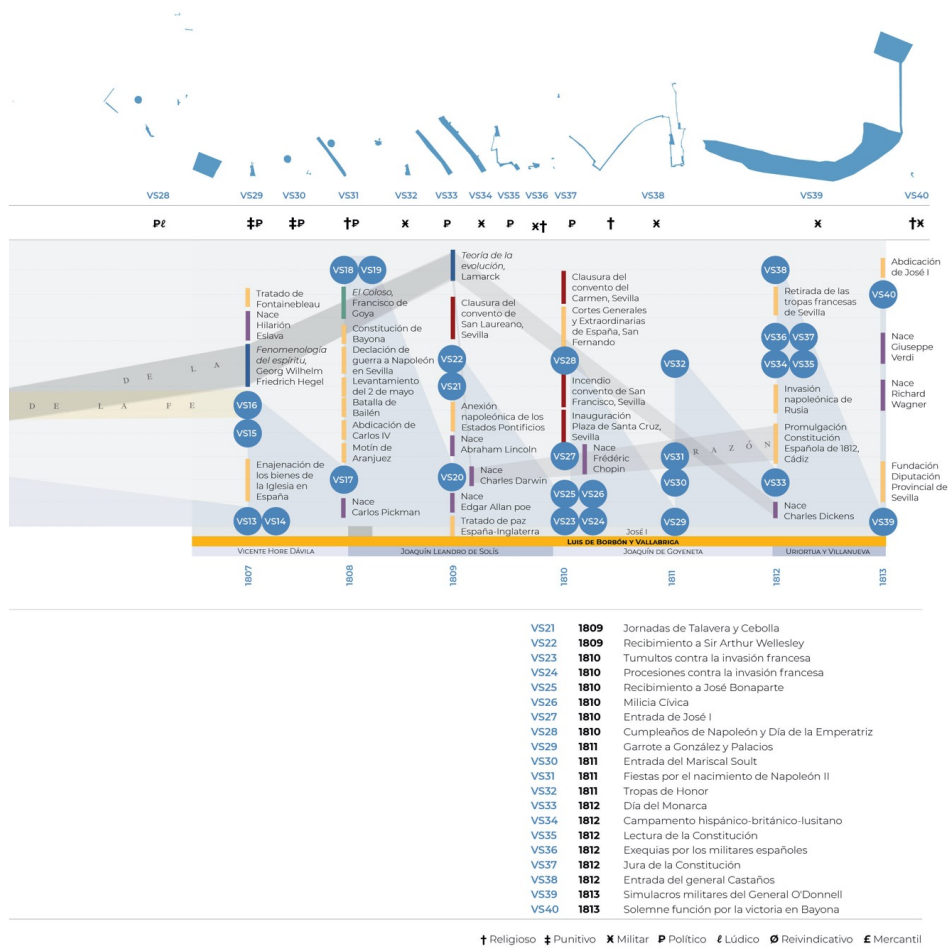 VS28 VS29 VS30 VS31 VS32 VS33 VS34 VS35 VS36 VS37 VS38 VS39 VS40
₽ℓ ‡₽ ‡₽ †₽ Ӿ ₽ Ӿ ₽ Ӿ† ₽ † Ӿ Ӿ †Ӿ
DE LA
DE LA FE
RAZÓN
Tratado de
Fontainebleau
Nace
Hilarión
Eslava
Fenomenología
del espíritu,
Georg Wilhelm
Friedrich Hegel
VS16
VS15
Enajenación de
los bienes de
la Iglesia en
España
VS13 VS14
VS18 VS19
El Coloso,
Francisco de
Goya
Constitución de
Bayona
Declación de
guerra a Napoleón
en Sevilla
Levantamiento
del 2 de mayo
Batalla de
Bailén
Abdicación de
Carlos IV
Motín de
Aranjuez
VS17
Nace
Carlos Pickman
Teoría de la
evolución,
Lamarck
Clausura del
convento de
San Laureano,
Sevilla
VS22
VS21
Anexión
napoleónica de los
Estados Pontificios
Nace
Abraham Lincoln
VS20
Nace
Charles Darwin
Nace
Edgar Allan poe
Tratado de paz
España-Inglaterra
Clausura del
convento del
Carmen, Sevilla
Cortes Generales
y Extraordinarias
de España, San
Fernando
VS28
Incendio
convento de San
Francisco, Sevilla
Inauguración
Plaza de Santa Cruz,
Sevilla
VS27
Nace
Frédéric
Chopin
VS25 VS26
VS23 VS24
VS32
VS31
VS30
VS29
VS38
Retirada de las
tropas francesas
de Sevilla
VS36 VS37
VS34 VS35
Invasión
napoleónica de
Rusia
Promulgación
Constitución
Española de 1812,
Cádiz
VS33
Nace
Charles Dickens
Abdicación
de José I
VS40
Nace
Giuseppe
Verdi
Nace
Richard
Wagner
Fundación
Diputación
Provincial de
Sevilla
VS39
José I
Luis de Borbón y Vallabriga
Vicente Hore Dávila Joaquín Leandro de Solís Joaquín de Goyeneta Uriortua y Villanueva
1807 1808 1809 1810 1811 1812 1813
VS21 1809 Jornadas de Talavera y Cebolla
VS22 1809 Recibimiento a Sir Arthur Wellesley
VS23 1810 Tumultos contra la invasión francesa
VS24 1810 Procesiones contra la invasión francesa
VS25 1810 Recibimiento a José Bonaparte
VS26 1810 Milicia Cívica
VS27 1810 Entrada de José I
VS28 1810 Cumpleaños de Napoleón y Día de la Emperatriz
VS29 1811 Garrote a González y Palacios
VS30 1811 Entrada del Mariscal Soult
VS31 1811 Fiestas por el nacimiento de Napoleón II
VS32 1811 Tropas de Honor
VS33 1812 Día del Monarca
VS34 1812 Campamento hispánico-británico-lusitano
VS35 1812 Lectura de la Constitución
VS36 1812 Exequias por los militares españoles
VS37 1812 Jura de la Constitución
VS38 1812 Entrada del general Castaños
VS39 1813 Simulacros militares del General O'Donnell
VS40 1813 Solemne función por la victoria en Bayona
† Religioso ‡ Punitivo Ӿ Militar ₽ Político ℓ Lúdico Ø Reivindicativo £ Mercantil